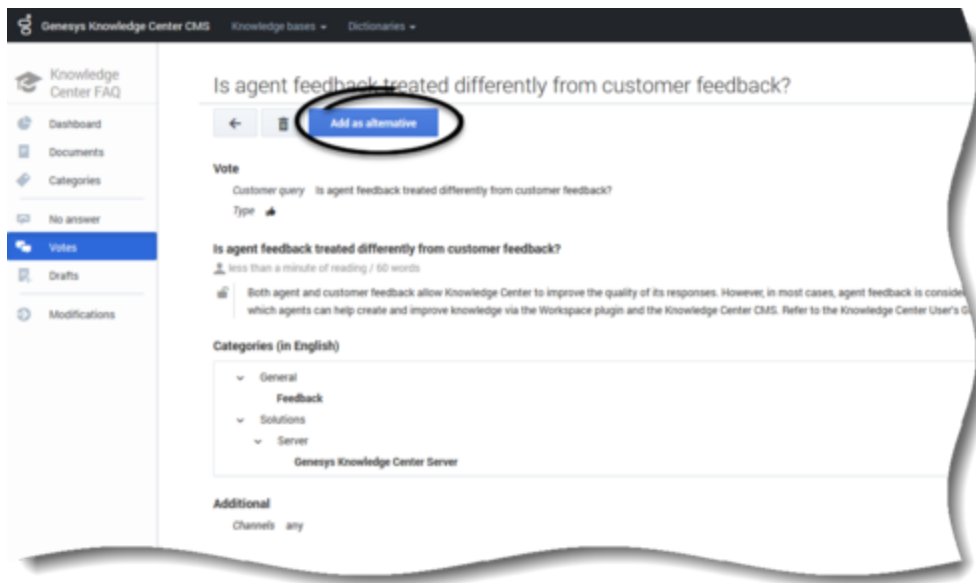 Genesys Knowledge Center CMS Knowledge bases Dictionaries
Knowledge
Center FAQ
Dashboard
Documents
Categories
No answer
Votes
Drafts
Modifications
Is agent feedback treated differently from customer feedback?
Add as alternative
Vote
Customer query Is agent feedback treated differently from customer feedback?
Type
Is agent feedback treated differently from customer feedback?
less than a minute of reading / 60 words
Both agent and customer feedback allow Knowledge Center to improve the quality of its responses. However, in most cases, agent feedback is
which agents can help create and improve knowledge via the Workspace plugin and the Knowledge Center CMS. Refer to the Knowledge Center User's
Categories (in English)
General
Feedback
Solutions
Server
Genesys Knowledge Center Server
Additional
Channels any